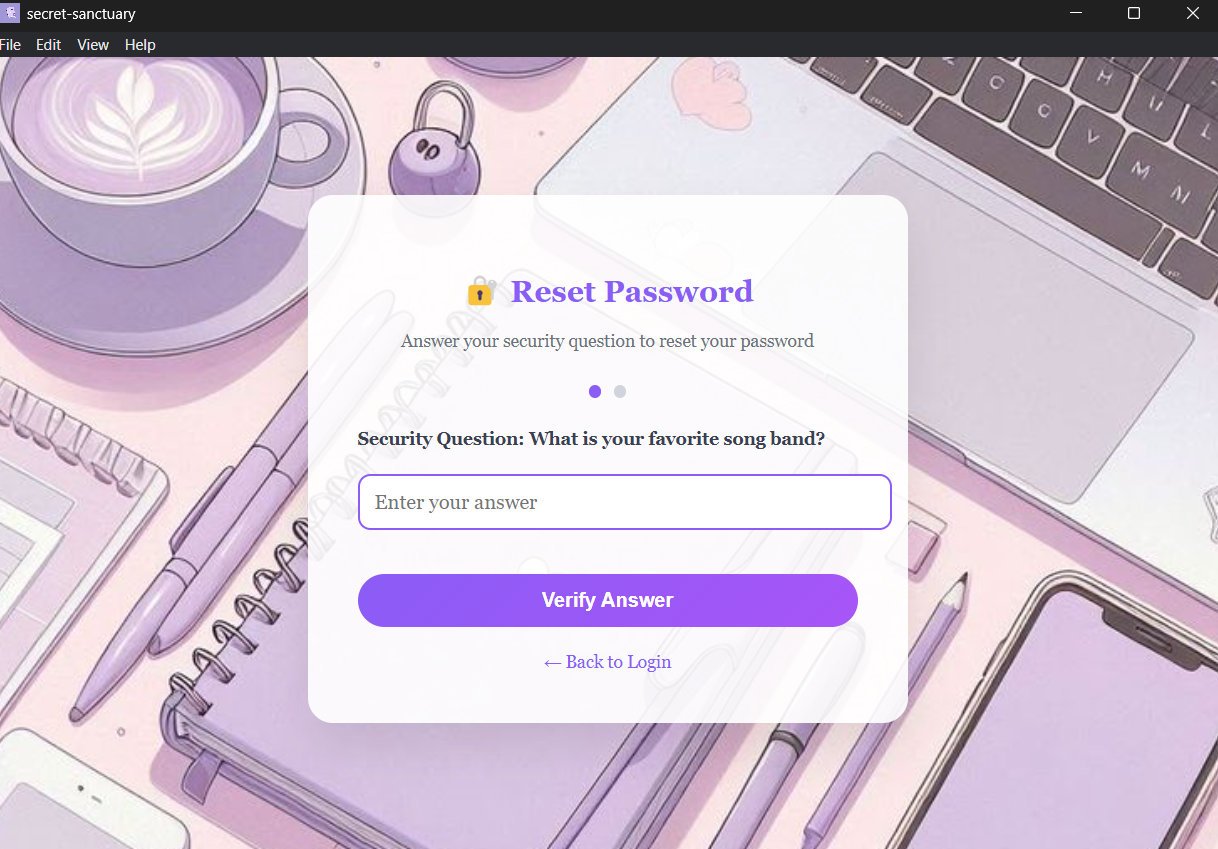 secret-sanctuary
File Edit View Help
Reset Password
Answer your security question to reset your password
Security Question: What is your favorite song band?
Enter your answer
Verify Answer
← Back to Login